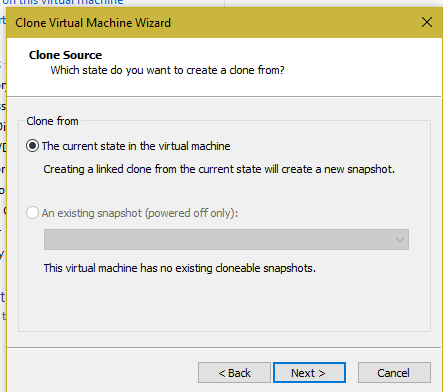 on this virtual machine
Clone Virtual Machine Wizard
Clone Source
Which state do you want to create a clone from?
Clone from
The current state in the virtual machine
Creating a linked clone from the current state will create a new snapshot.
An existing snapshot (powered off only):
This virtual machine has no existing cloneable snapshots.
< Back
Next >
Cancel